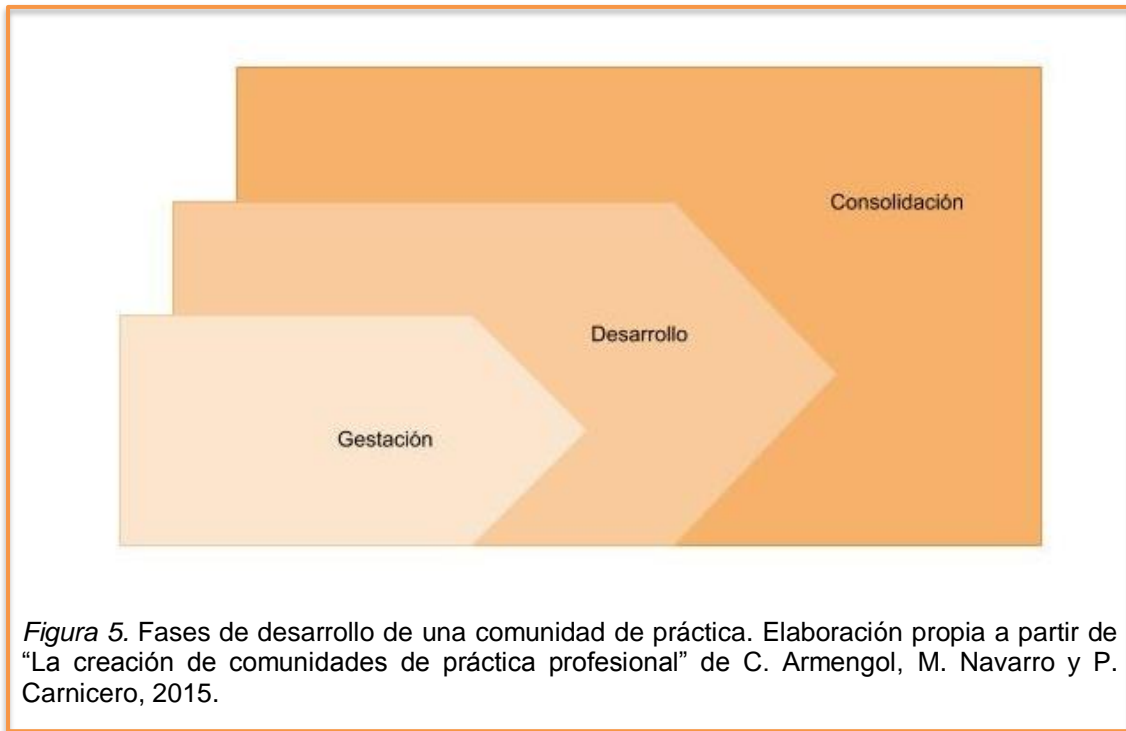 Consolidación
Desarrollo
Gestación
Figura 5. Fases de desarrollo de una comunidad de práctica. Elaboración propia a partir de
“La creación de comunidades de práctica profesional” de C. Armengol, M. Navarro y P.
Carnicero, 2015.